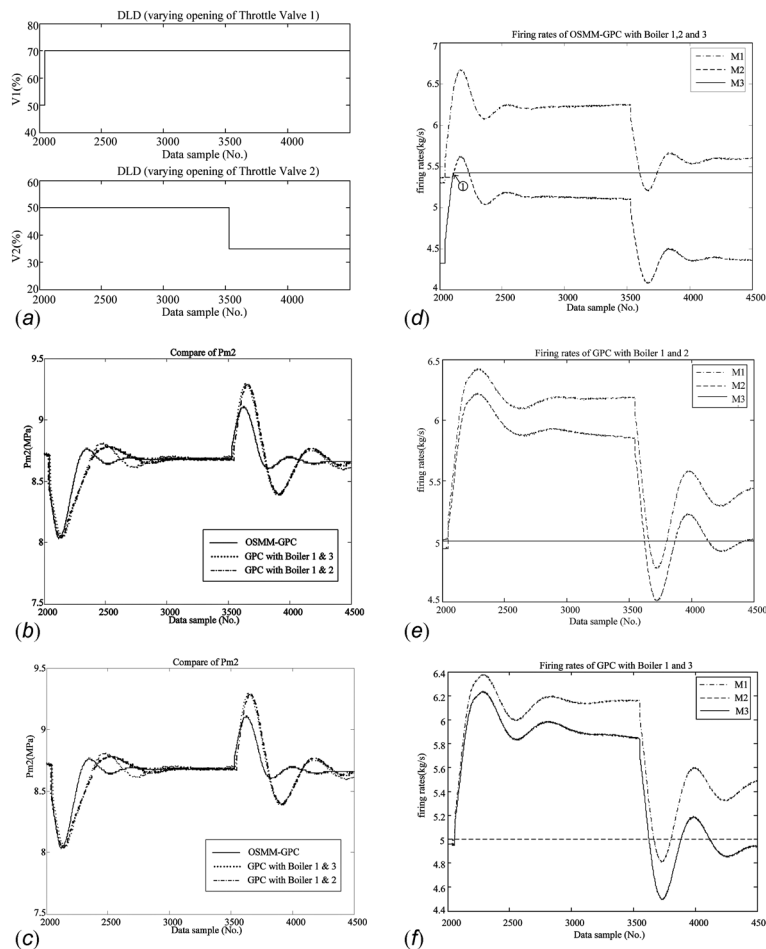 DLD (varying opening of Throttle Valve 1)
80
70
60
50
40
V1(%)
2000 2500 3000 3500 4000
Data sample (No.)
DLD (varying opening of Throttle Valve 2)
60
50
40
30
20
V2(%)
2000 2500 3000 3500 4000
Data sample (No.)
(a)
Compare of Pm2
9.5
9
8.5
8
7.5
Pm2(MPa)
OSMM-GPC
GPC with Boiler 1 & 3
GPC with Boiler 1 & 2
2000 2500 3000 3500 4000 4500
Data sample (No.)
(b)
Compare of Pm2
9.5
9
8.5
8
7.5
Pm2(MPa)
OSMM-GPC
GPC with Boiler 1 & 3
GPC with Boiler 1 & 2
2000 2500 3000 3500 4000 4500
Data sample (No.)
(c)
Firing rates of OSMM-GPC with Boiler 1,2 and 3
7
6.5
6
5.5
5
4.5
4
firing rates(kg/s)
M1
M2
M3
①
2000 2500 3000 3500 4000 4500
Data sample (No.)
(d)
Firing rates of GPC with Boiler 1 and 2
6.5
6
5.5
5
4.5
firing rates(kg/s)
M1
M2
M3
2000 2500 3000 3500 4000 4500
Data sample (No.)
(e)
Firing rates of GPC with Boiler 1 and 3
6.4
6.2
6
5.8
5.6
5.4
5.2
5
4.8
4.6
4.4
firing rates(kg/s)
M1
M2
M3
2000 2500 3000 3500 4000 4500
Data sample (No.)
(f)